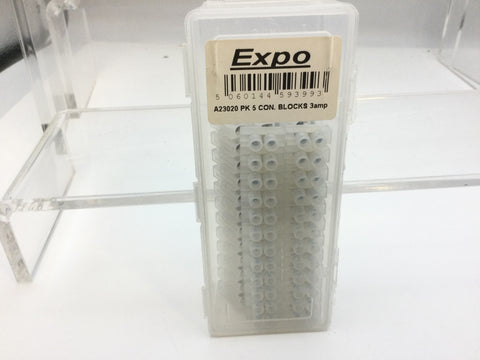 Expo
5 060144 593993
A23020 PK 5 CON. BLOCKS 3amp